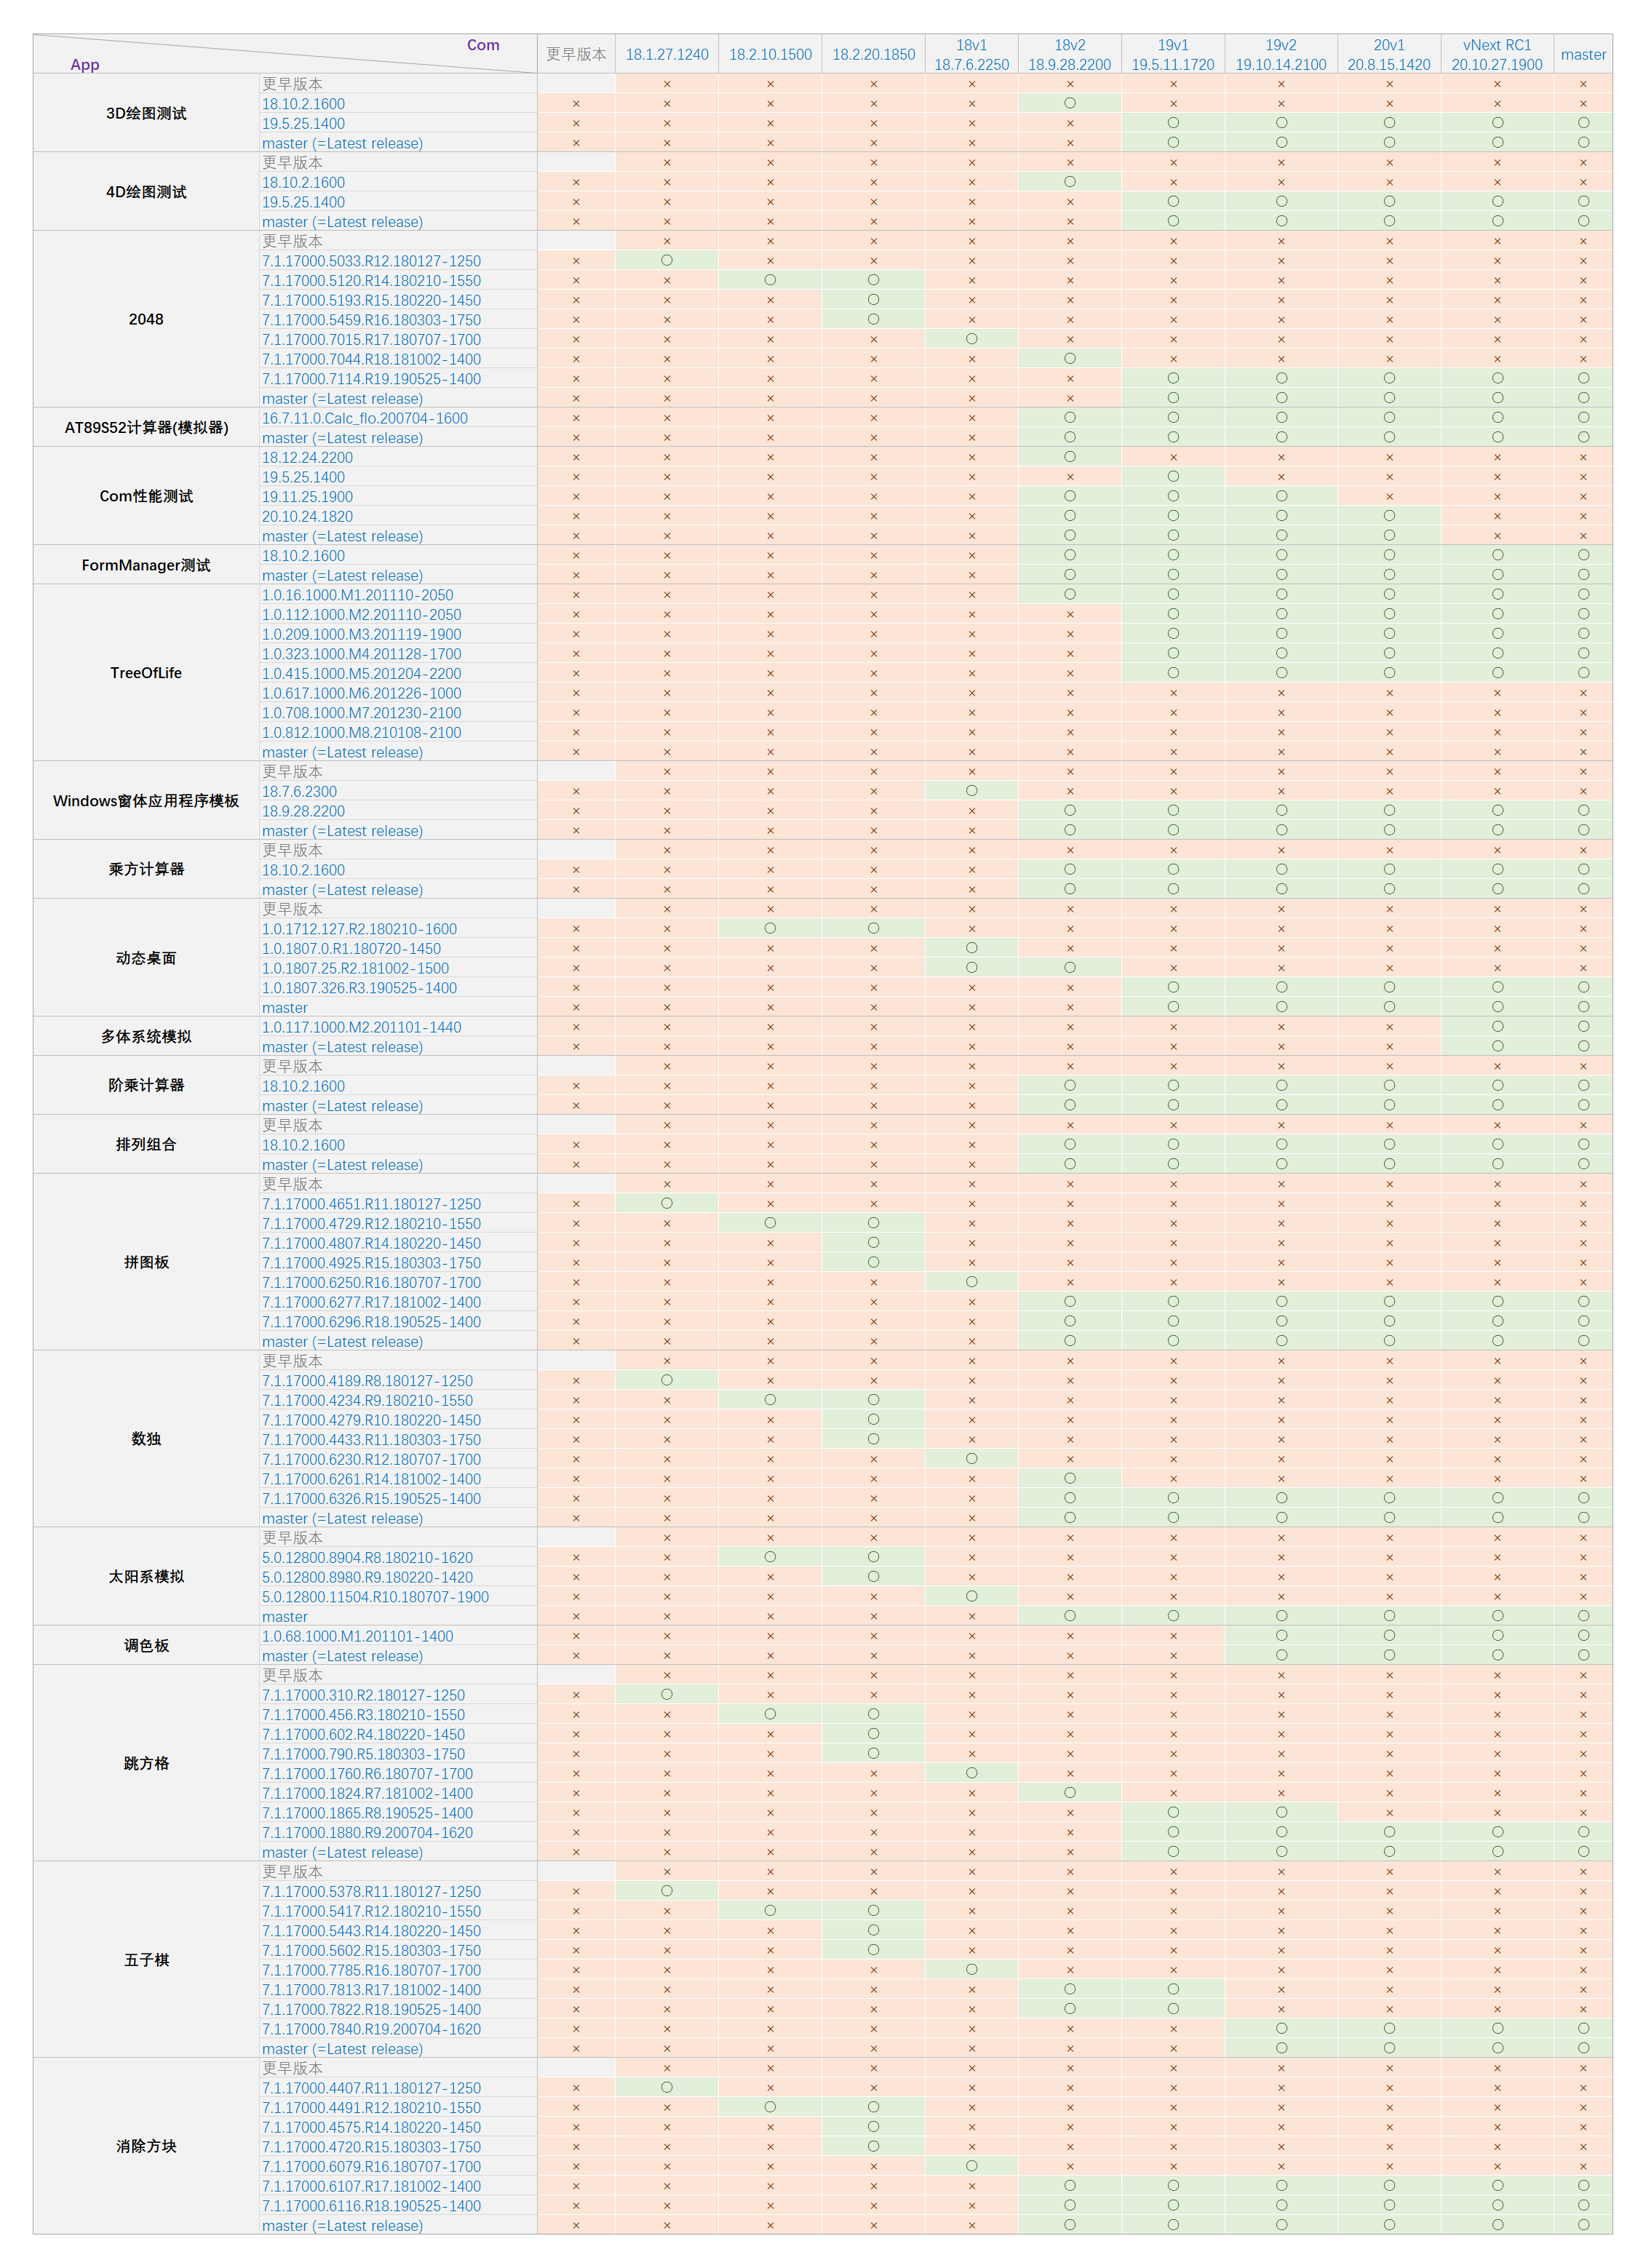 Com
App
更早版本 18.1.27.1240 18.2.10.1500 18.2.20.1850 18v1 18.7.6.2250 18v2 18.9.28.2200 19v1 19.5.11.1720 19v2 19.10.14.2100 20v1 20.8.15.1420 vNext RC1 20.10.27.1900 master
3D绘图测试
更早版本 × × × × × × × × × ×
18.10.2.1600 × × × × × ○ × × × × ×
19.5.25.1400 × × × × × × ○ ○ ○ ○ ○
master (=Latest release) × × × × × × ○ ○ ○ ○ ○
4D绘图测试
更早版本 × × × × × × × × × ×
18.10.2.1600 × × × × × ○ × × × × ×
19.5.25.1400 × × × × × × ○ ○ ○ ○ ○
master (=Latest release) × × × × × × ○ ○ ○ ○ ○
2048
更早版本 × × × × × × × × × ×
7.1.17000.5033.R12.180127-1250 × ○ × × × × × × × × ×
7.1.17000.5120.R14.180210-1550 × × ○ ○ × × × × × × ×
7.1.17000.5193.R15.180220-1450 × × × ○ × × × × × × ×
7.1.17000.5459.R16.180303-1750 × × × ○ × × × × × × ×
7.1.17000.7015.R17.180707-1700 × × × × ○ × × × × × ×
7.1.17000.7044.R18.181002-1400 × × × × × ○ × × × × ×
7.1.17000.7114.R19.190525-1400 × × × × × × ○ ○ ○ ○ ○
master (=Latest release) × × × × × × ○ ○ ○ ○ ○
AT89S52计算器(模拟器)
16.7.11.0.Calc_flo.200704-1600 × × × × × ○ ○ ○ ○ ○ ○
master (=Latest release) × × × × × ○ ○ ○ ○ ○ ○
Com性能测试
18.12.24.2200 × × × × × ○ × × × × ×
19.5.25.1400 × × × × × × ○ × × × ×
19.11.25.1900 × × × × × ○ ○ ○ × × ×
20.10.24.1820 × × × × × ○ ○ ○ ○ × ×
master (=Latest release) × × × × × ○ ○ ○ ○ × ×
FormManager测试
18.10.2.1600 × × × × × ○ ○ ○ ○ ○ ○
master (=Latest release) × × × × × ○ ○ ○ ○ ○ ○
TreeOfLife
1.0.16.1000.M1.201110-2050 × × × × × ○ ○ ○ ○ ○ ○
1.0.112.1000.M2.201110-2050 × × × × × × ○ ○ ○ ○ ○
1.0.209.1000.M3.201119-1900 × × × × × × ○ ○ ○ ○ ○
1.0.323.1000.M4.201128-1700 × × × × × × ○ ○ ○ ○ ○
1.0.415.1000.M5.201204-2200 × × × × × × ○ ○ ○ ○ ○
1.0.617.1000.M6.201226-1000 × × × × × × × × × × ×
1.0.708.1000.M7.201230-2100 × × × × × × × × × × ×
1.0.812.1000.M8.210108-2100 × × × × × × × × × × ×
master (=Latest release) × × × × × × × × × × ×
Windows窗体应用程序模板
更早版本 × × × × × × × × × ×
18.7.6.2300 × × × × ○ × × × × × ×
18.9.28.2200 × × × × × ○ ○ ○ ○ ○ ○
master (=Latest release) × × × × × ○ ○ ○ ○ ○ ○
乘方计算器
更早版本 × × × × × × × × × ×
18.10.2.1600 × × × × × ○ ○ ○ ○ ○ ○
master (=Latest release) × × × × × ○ ○ ○ ○ ○ ○
动态桌面
更早版本 × × × × × × × × × ×
1.0.1712.127.R2.180210-1600 × × ○ ○ × × × × × × ×
1.0.1807.0.R1.180720-1450 × × × × ○ × × × × × ×
1.0.1807.25.R2.181002-1500 × × × × ○ ○ × × × × ×
1.0.1807.326.R3.190525-1400 × × × × × × ○ ○ ○ ○ ○
master × × × × × × ○ ○ ○ ○ ○
多体系统模拟
1.0.117.1000.M2.201101-1440 × × × × × × × × × ○ ○
master (=Latest release) × × × × × × × × × ○ ○
阶乘计算器
更早版本 × × × × × × × × × ×
18.10.2.1600 × × × × × ○ ○ ○ ○ ○ ○
master (=Latest release) × × × × × ○ ○ ○ ○ ○ ○
排列组合
更早版本 × × × × × × × × × ×
18.10.2.1600 × × × × × ○ ○ ○ ○ ○ ○
master (=Latest release) × × × × × ○ ○ ○ ○ ○ ○
拼图板
更早版本 × × × × × × × × × ×
7.1.17000.4651.R11.180127-1250 × ○ × × × × × × × × ×
7.1.17000.4729.R12.180210-1550 × × ○ ○ × × × × × × ×
7.1.17000.4807.R14.180220-1450 × × × ○ × × × × × × ×
7.1.17000.4925.R15.180303-1750 × × × ○ × × × × × × ×
7.1.17000.6250.R16.180707-1700 × × × × ○ × × × × × ×
7.1.17000.6277.R17.181002-1400 × × × × × ○ ○ ○ ○ ○ ○
7.1.17000.6296.R18.190525-1400 × × × × × ○ ○ ○ ○ ○ ○
master (=Latest release) × × × × × ○ ○ ○ ○ ○ ○
数独
更早版本 × × × × × × × × × ×
7.1.17000.4189.R8.180127-1250 × ○ × × × × × × × × ×
7.1.17000.4234.R9.180210-1550 × × ○ ○ × × × × × × ×
7.1.17000.4279.R10.180220-1450 × × × ○ × × × × × × ×
7.1.17000.4433.R11.180303-1750 × × × ○ × × × × × × ×
7.1.17000.6230.R12.180707-1700 × × × × ○ × × × × × ×
7.1.17000.6261.R14.181002-1400 × × × × × ○ × × × × ×
7.1.17000.6326.R15.190525-1400 × × × × × ○ ○ ○ ○ ○ ○
master (=Latest release) × × × × × ○ ○ ○ ○ ○ ○
太阳系模拟
更早版本 × × × × × × × × × ×
5.0.12800.8904.R8.180210-1620 × × ○ ○ × × × × × × ×
5.0.12800.8980.R9.180220-1420 × × × ○ × × × × × × ×
5.0.12800.11504.R10.180707-1900 × × × × ○ × × × × × ×
master × × × × × ○ ○ ○ ○ ○ ○
调色板
1.0.68.1000.M1.201101-1400 × × × × × × × ○ ○ ○ ○
master (=Latest release) × × × × × × × ○ ○ ○ ○
跳方格
更早版本 × × × × × × × × × ×
7.1.17000.310.R2.180127-1250 × ○ × × × × × × × × ×
7.1.17000.456.R3.180210-1550 × × ○ ○ × × × × × × ×
7.1.17000.602.R4.180220-1450 × × × ○ × × × × × × ×
7.1.17000.790.R5.180303-1750 × × × ○ × × × × × × ×
7.1.17000.1760.R6.180707-1700 × × × × ○ × × × × × ×
7.1.17000.1824.R7.181002-1400 × × × × × ○ × × × × ×
7.1.17000.1865.R8.190525-1400 × × × × × × ○ ○ × × ×
7.1.17000.1880.R9.200704-1620 × × × × × × ○ ○ ○ ○ ○
master (=Latest release) × × × × × × ○ ○ ○ ○ ○
五子棋
更早版本 × × × × × × × × × ×
7.1.17000.5378.R11.180127-1250 × ○ × × × × × × × × ×
7.1.17000.5417.R12.180210-1550 × × ○ ○ × × × × × × ×
7.1.17000.5443.R14.180220-1450 × × × ○ × × × × × × ×
7.1.17000.5602.R15.180303-1750 × × × ○ × × × × × × ×
7.1.17000.7785.R16.180707-1700 × × × × ○ × × × × × ×
7.1.17000.7813.R17.181002-1400 × × × × × ○ ○ × × × ×
7.1.17000.7822.R18.190525-1400 × × × × × ○ ○ × × × ×
7.1.17000.7840.R19.200704-1620 × × × × × × × ○ ○ ○ ○
master (=Latest release) × × × × × × × ○ ○ ○ ○
消除方块
更早版本 × × × × × × × × × ×
7.1.17000.4407.R11.180127-1250 × ○ × × × × × × × × ×
7.1.17000.4491.R12.180210-1550 × × ○ ○ × × × × × × ×
7.1.17000.4575.R14.180220-1450 × × × ○ × × × × × × ×
7.1.17000.4720.R15.180303-1750 × × × ○ × × × × × × ×
7.1.17000.6079.R16.180707-1700 × × × × ○ × × × × × ×
7.1.17000.6107.R17.181002-1400 × × × × × ○ ○ ○ ○ ○ ○
7.1.17000.6116.R18.190525-1400 × × × × × ○ ○ ○ ○ ○ ○
master (=Latest release) × × × × × ○ ○ ○ ○ ○ ○